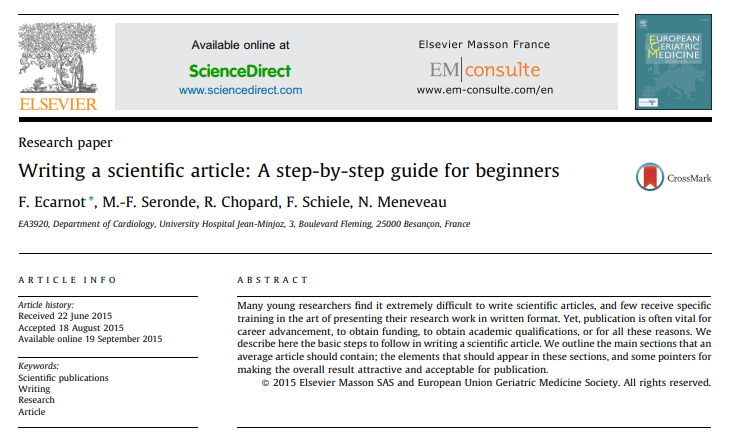 ELSEVIER
Available online at
ScienceDirect
www.sciencedirect.com
Elsevier Masson France
EM|consulte
www.em-consulte.com/en
EUROPEAN
GERIATRIC
MEDICINE
Research paper
Writing a scientific article: A step-by-step guide for beginners
CrossMark
F. Ecarnot *, M.-F. Seronde, R. Chopard, F. Schiele, N. Meneveau
EA3920, Department of Cardiology, University Hospital Jean-Minjoz, 3, Boulevard Fleming, 25000 Besançon, France
ARTICLE INFO
Article history:
Received 22 June 2015
Accepted 18 August 2015
Available online 19 September 2015
Keywords:
Scientific publications
Writing
Research
Article
ABSTRACT
Many young researchers find it extremely difficult to write scientific articles, and few receive specific
training in the art of presenting their research work in written format. Yet, publication is often vital for
career advancement, to obtain funding, to obtain academic qualifications, or for all these reasons. We
describe here the basic steps to follow in writing a scientific article. We outline the main sections that an
average article should contain; the elements that should appear in these sections, and some pointers for
making the overall result attractive and acceptable for publication.
© 2015 Elsevier Masson SAS and European Union Geriatric Medicine Society. All rights reserved.